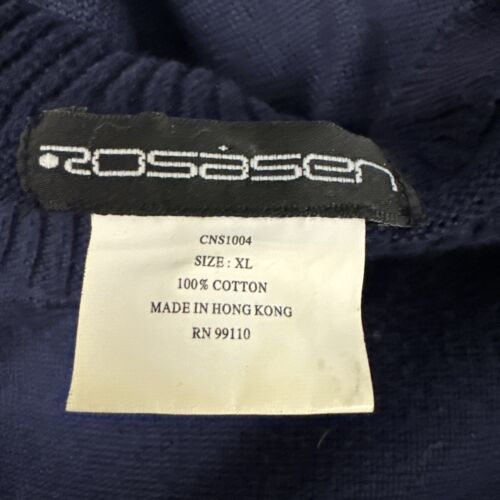 ROSASEN
CNS1004
SIZE : XL
100% COTTON
MADE IN HONG KONG
RN 99110